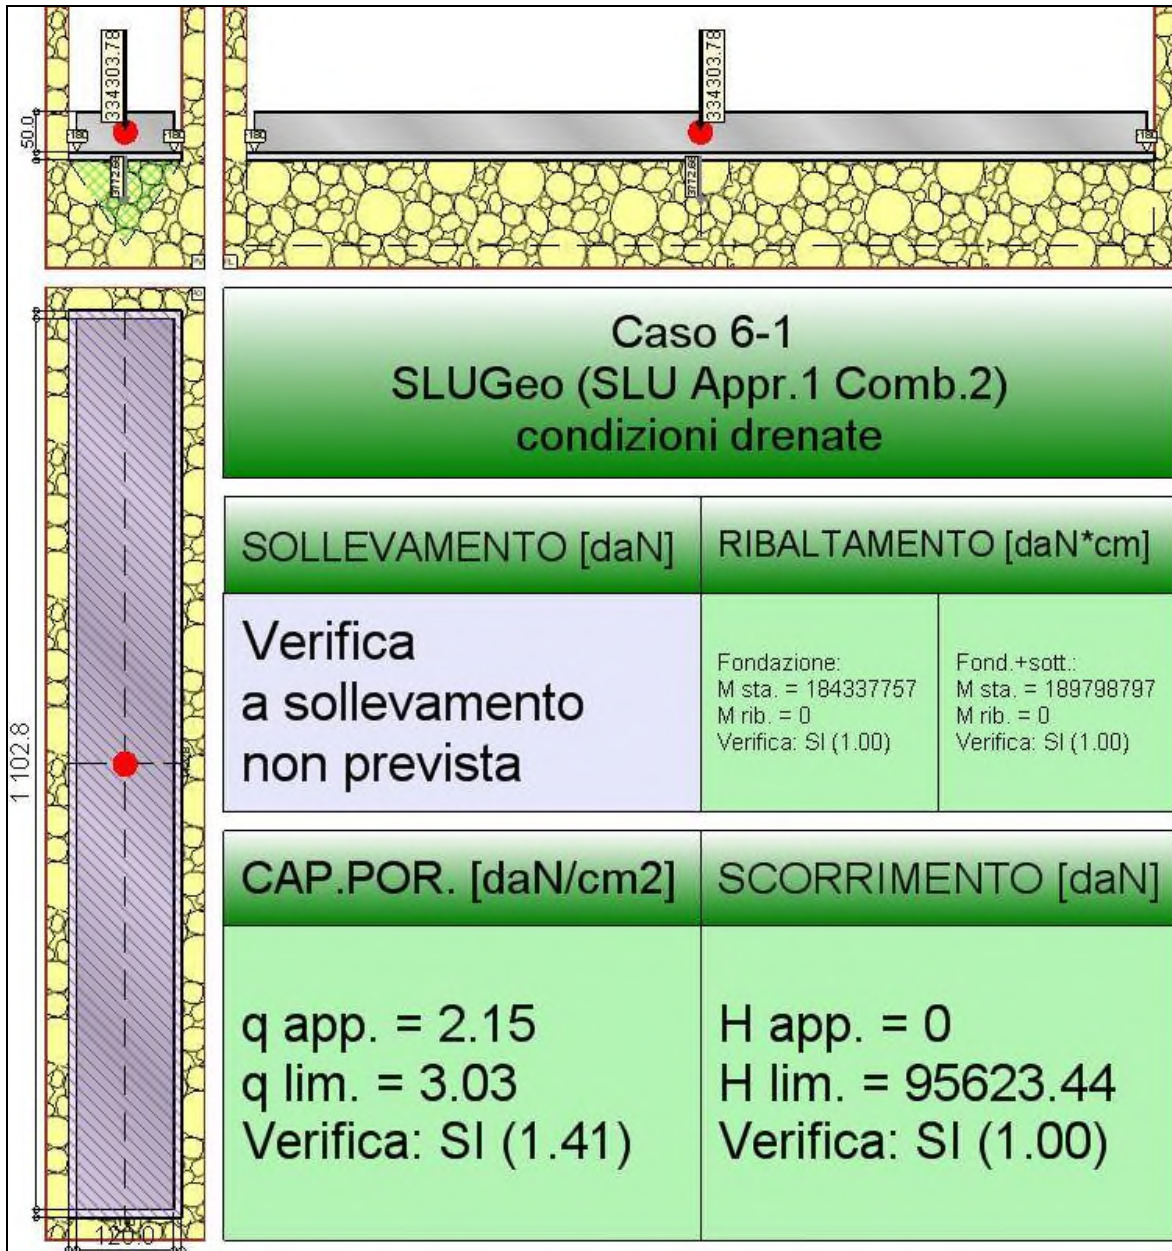 334303.78
334303.78
50.0
-180
-180
-180
3772.66
3772.66
Caso 6-1
SLUGeo (SLU Appr.1 Comb.2)
condizioni drenate
SOLLEVAMENTO [daN]
RIBALTAMENTO [daN*cm]
Verifica
a sollevamento
non prevista
Fondazione:
M sta. = 184337757
M rib. = 0
Verifica: SI (1.00)
Fond.+sott.:
M sta. = 189798797
M rib. = 0
Verifica: SI (1.00)
1102.8
CAP.POR. [daN/cm2]
SCORRIMENTO [daN]
q app. = 2.15
q lim. = 3.03
Verifica: SI (1.41)
H app. = 0
H lim. = 95623.44
Verifica: SI (1.00)
120.0